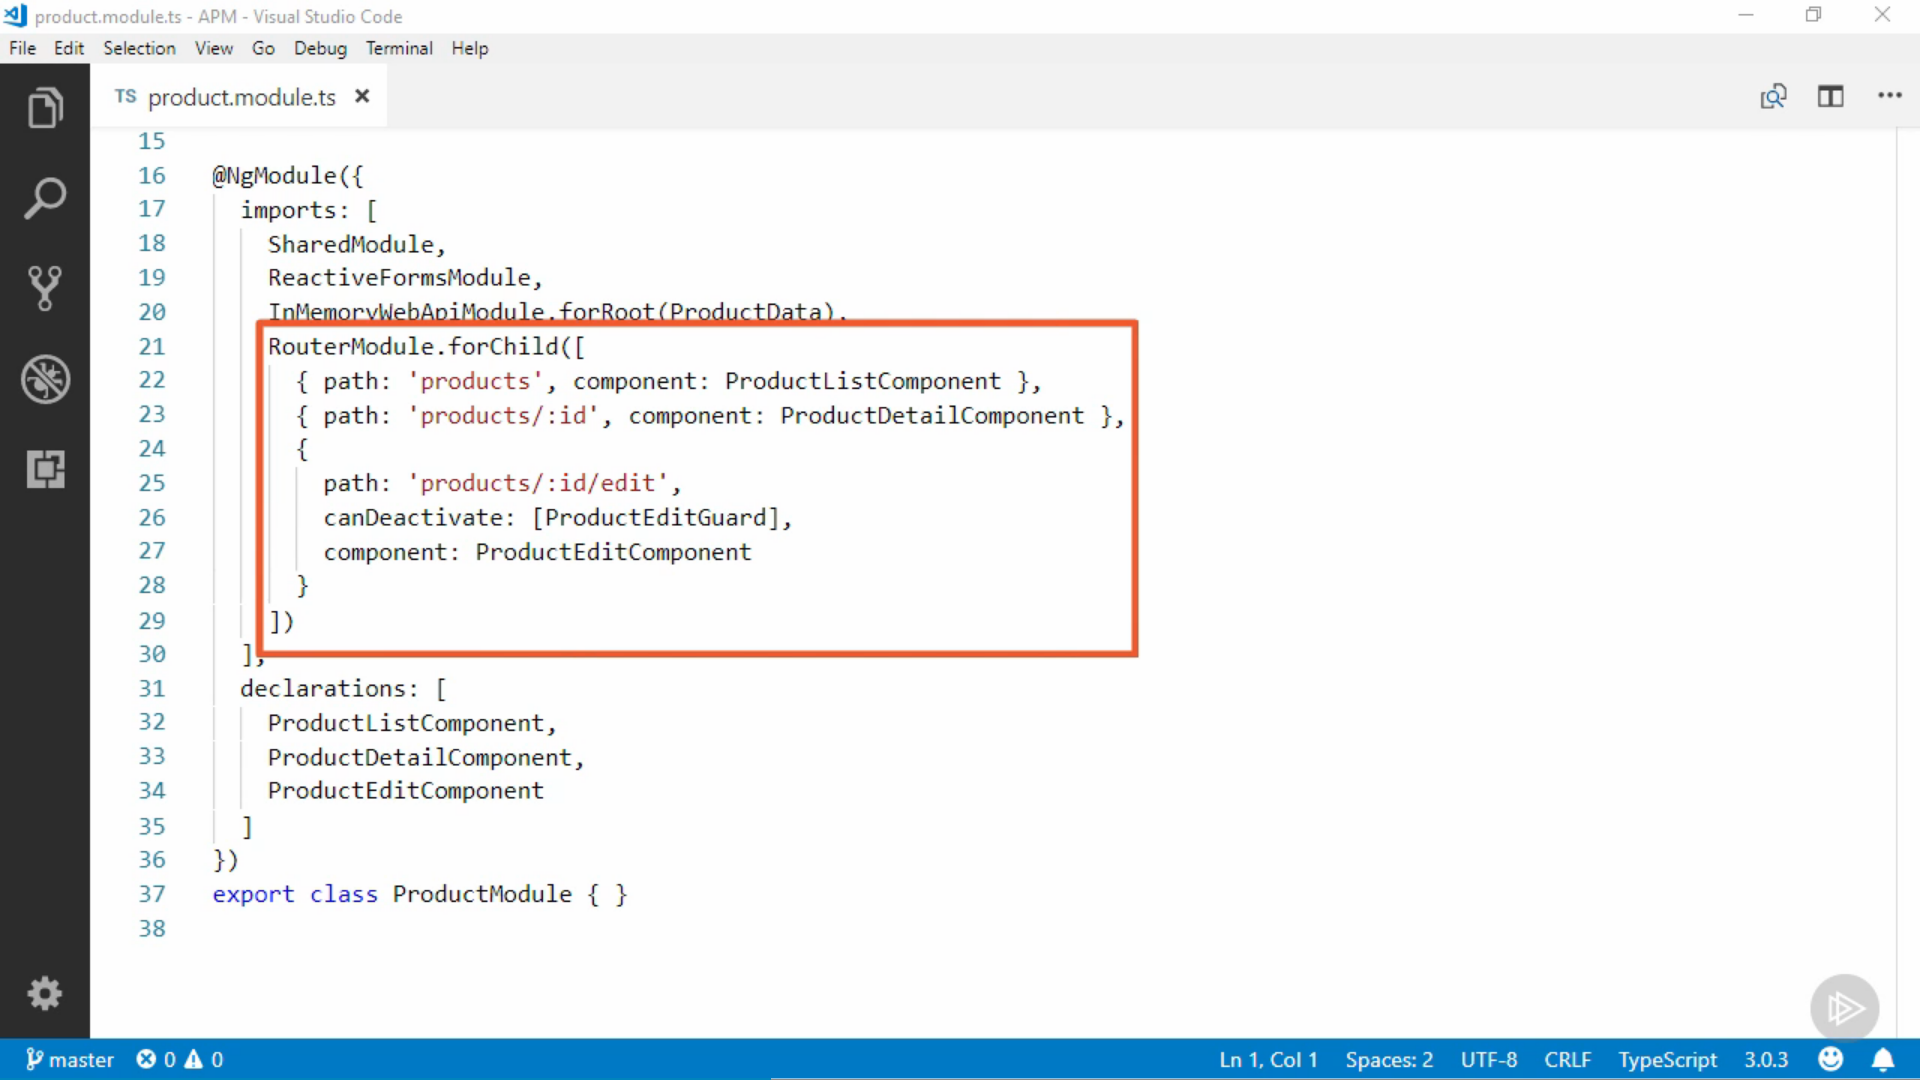 product.module.ts - APM - Visual Studio Code
File Edit Selection View Go Debug Terminal Help
TS product.module.ts ×
15
16 @NgModule({
17 imports: [
18 SharedModule,
19 ReactiveFormsModule,
20 InMemoryWebApiModule.forRoot(ProductData),
21 RouterModule.forChild([
22 { path: 'products', component: ProductListComponent },
23 { path: 'products/:id', component: ProductDetailComponent },
24 {
25 path: 'products/:id/edit',
26 canDeactivate: [ProductEditGuard],
27 component: ProductEditComponent
28 }
29 ])
30 ],
31 declarations: [
32 ProductListComponent,
33 ProductDetailComponent,
34 ProductEditComponent
35 ]
36 })
37 export class ProductModule { }
38
master 0 0 Ln 1, Col 1 Spaces: 2 UTF-8 CRLF TypeScript 3.0.3